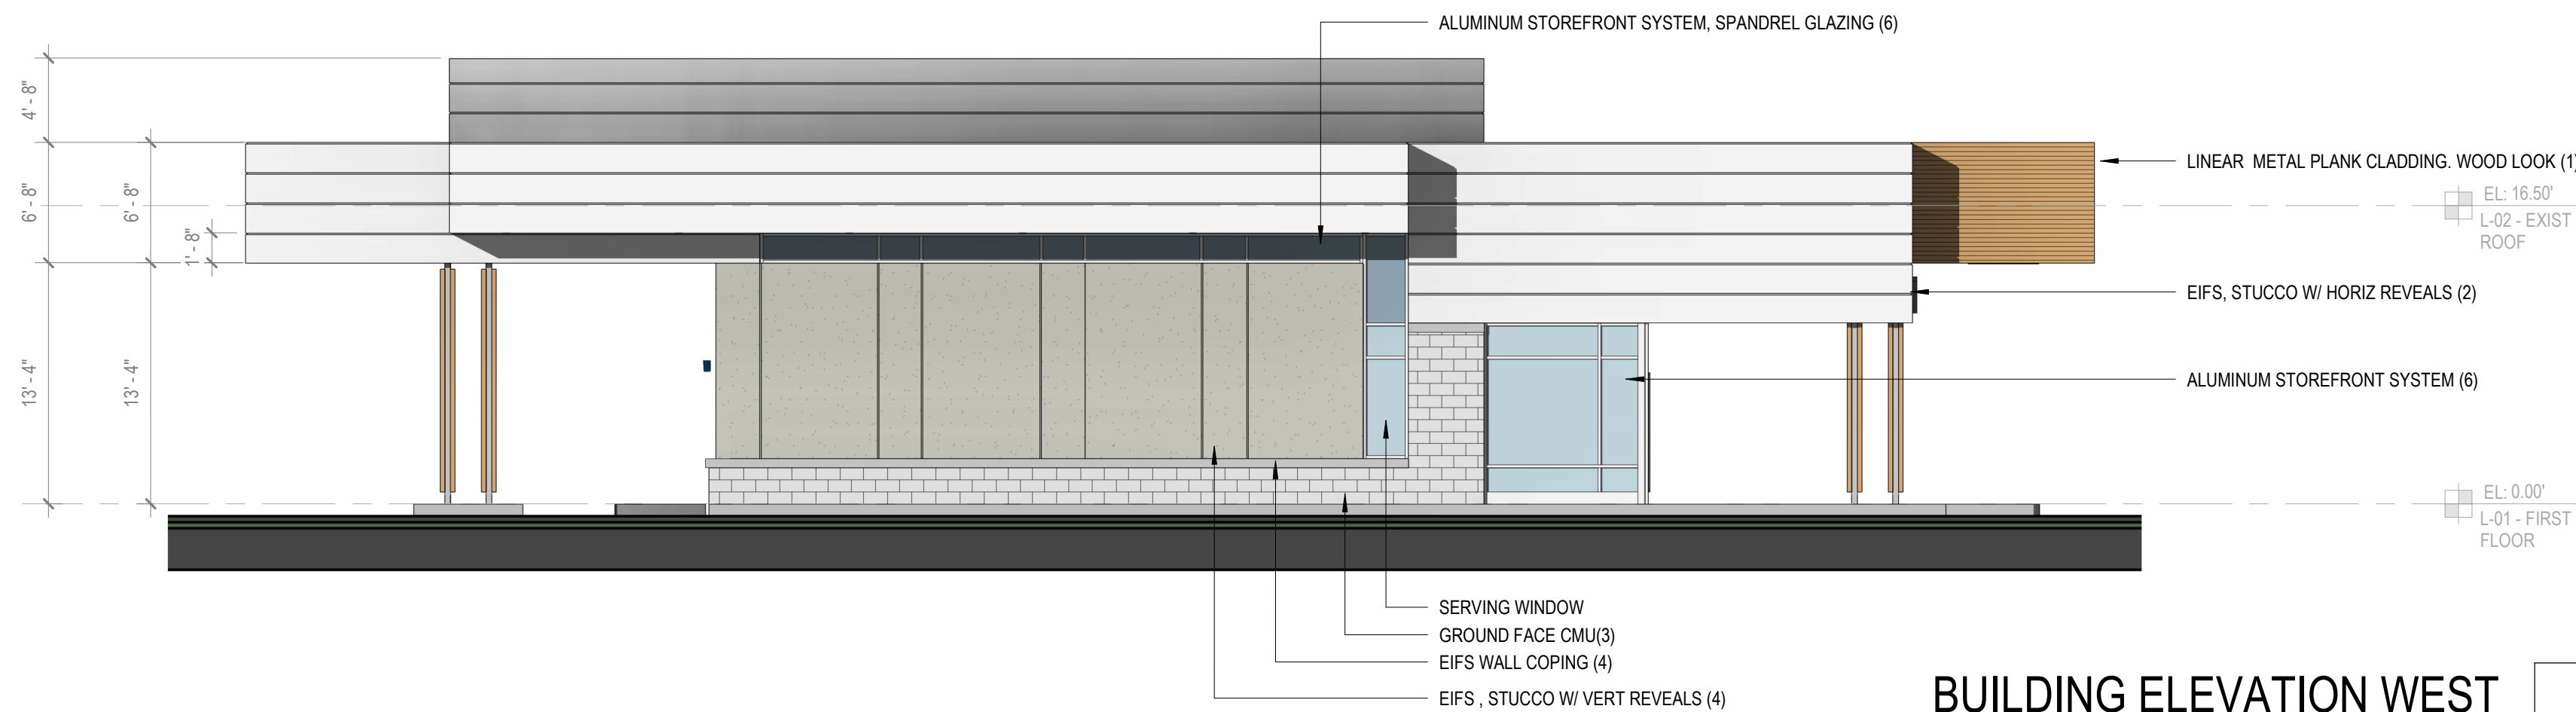 ALUMINUM STOREFRONT SYSTEM, SPANDREL GLAZING (6)
4' - 8"
6' - 8"
6' - 8"
1' - 8"
13' - 4"
13' - 4"
LINEAR METAL PLANK CLADDING. WOOD LOOK (1)
EL: 16.50'
L-02 - EXIST
ROOF
EIFS, STUCCO W/ HORIZ REVEALS (2)
ALUMINUM STOREFRONT SYSTEM (6)
EL: 0.00'
L-01 - FIRST
FLOOR
SERVING WINDOW
GROUND FACE CMU(3)
EIFS WALL COPING (4)
EIFS , STUCCO W/ VERT REVEALS (4)
BUILDING ELEVATION WEST